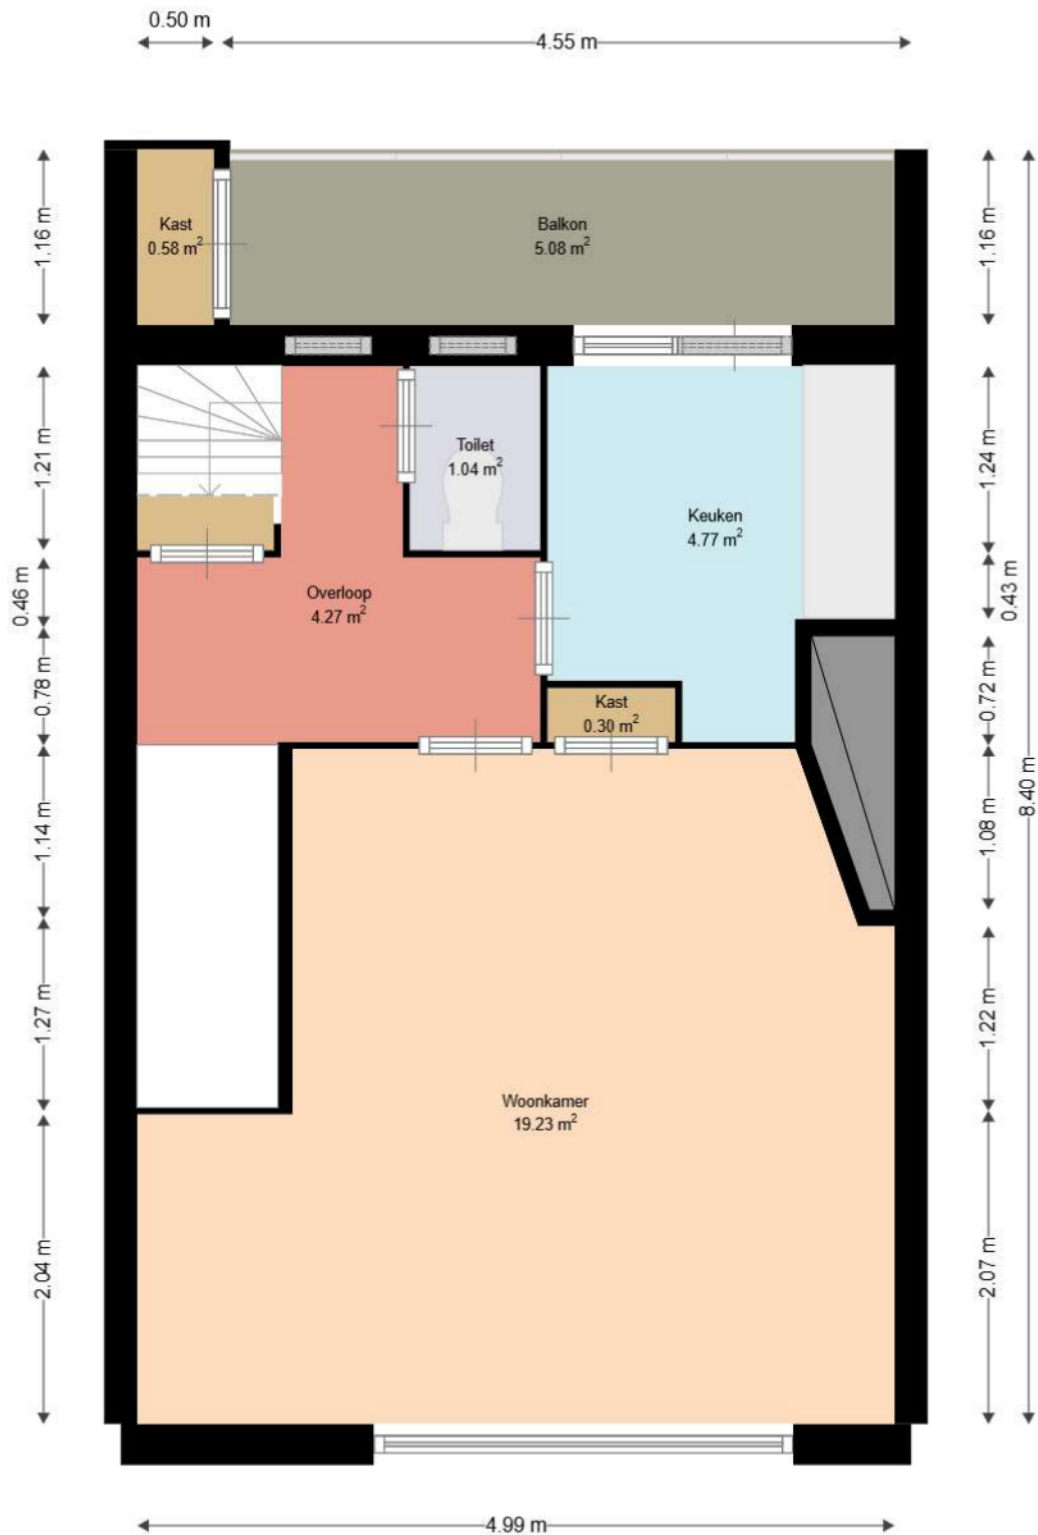 0.50 m
4.55 m
1.16 m
Kast
0.58 m²
Balkon
5.08 m²
1.16 m
1.21 m
Toilet
1.04 m²
Keuken
4.77 m²
1.24 m
0.46 m
Overloop
4.27 m²
0.43 m
0.78 m
Kast
0.30 m²
0.72 m
8.40 m
1.14 m
1.08 m
1.27 m
1.22 m
Woonkamer
19.23 m²
2.04 m
2.07 m
4.99 m